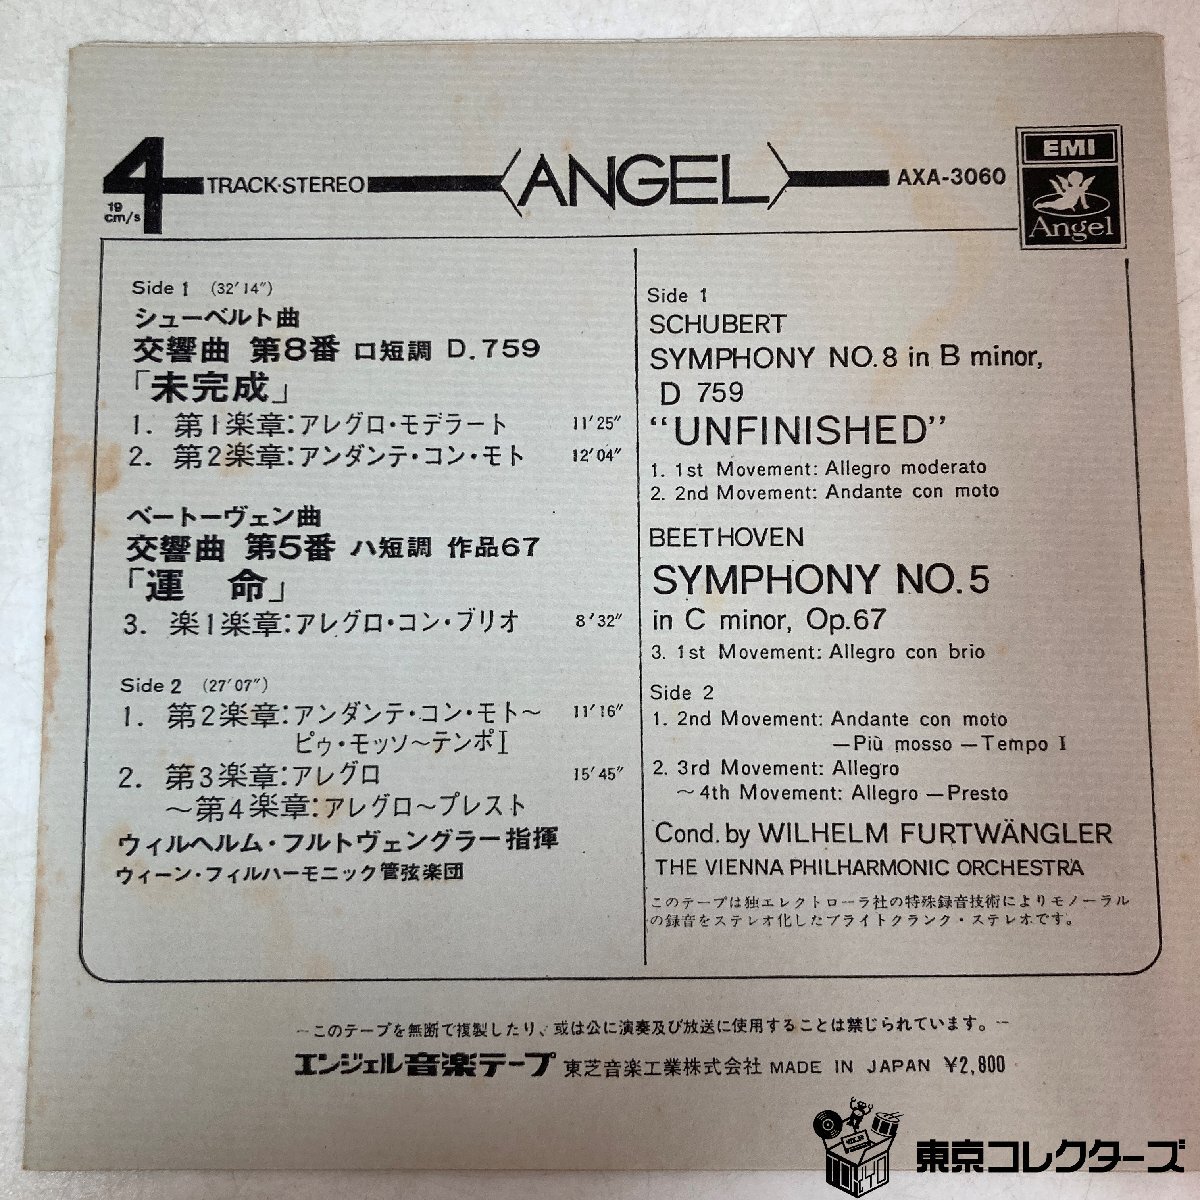 4 TRACK・STEREO 〈ANGEL〉 AXA-3060
19
cm/s
EMI
Angel
Side 1 (32′14″)
シューベルト曲
交響曲 第8番 ロ短調 D.759
「未完成」
1. 第1楽章:アレグロ・モデラート 11′25″
2. 第2楽章:アンダンテ・コン・モト 12′04″
ベートーヴェン曲
交響曲 第5番 ハ短調 作品67
「運 命」
3. 楽1楽章:アレグロ・コン・ブリオ 8′32″
Side 2 (27′07″)
1. 第2楽章:アンダンテ・コン・モト〜 11′16″
ピゥ・モッソ〜テンポI
2. 第3楽章:アレグロ 15′45″
〜第4楽章:アレグロ〜プレスト
ウィルヘルム・フルトヴェングラー指揮
ウィーン・フィルハーモニック管弦楽団
Side 1
SCHUBERT
SYMPHONY NO.8 in B minor,
D 759
"UNFINISHED"
1. 1st Movement: Allegro moderato
2. 2nd Movement: Andante con moto
BEETHOVEN
SYMPHONY NO.5
in C minor, Op.67
3. 1st Movement: Allegro con brio
Side 2
1. 2nd Movement: Andante con moto
—Più mosso —Tempo I
2. 3rd Movement: Allegro
〜4th Movement: Allegro —Presto
Cond. by WILHELM FURTWÄNGLER
THE VIENNA PHILHARMONIC ORCHESTRA
このテープは独エレクトローラ社の特殊録音技術によりモノーラル
の録音をステレオ化したブライトクランク・ステレオです。
—このテープを無断で複製したり、或は公に演奏及び放送に使用することは禁じられています。—
エンジェル音楽テープ 東芝音楽工業株式会社 MADE IN JAPAN ¥2,800
東京コレクターズ